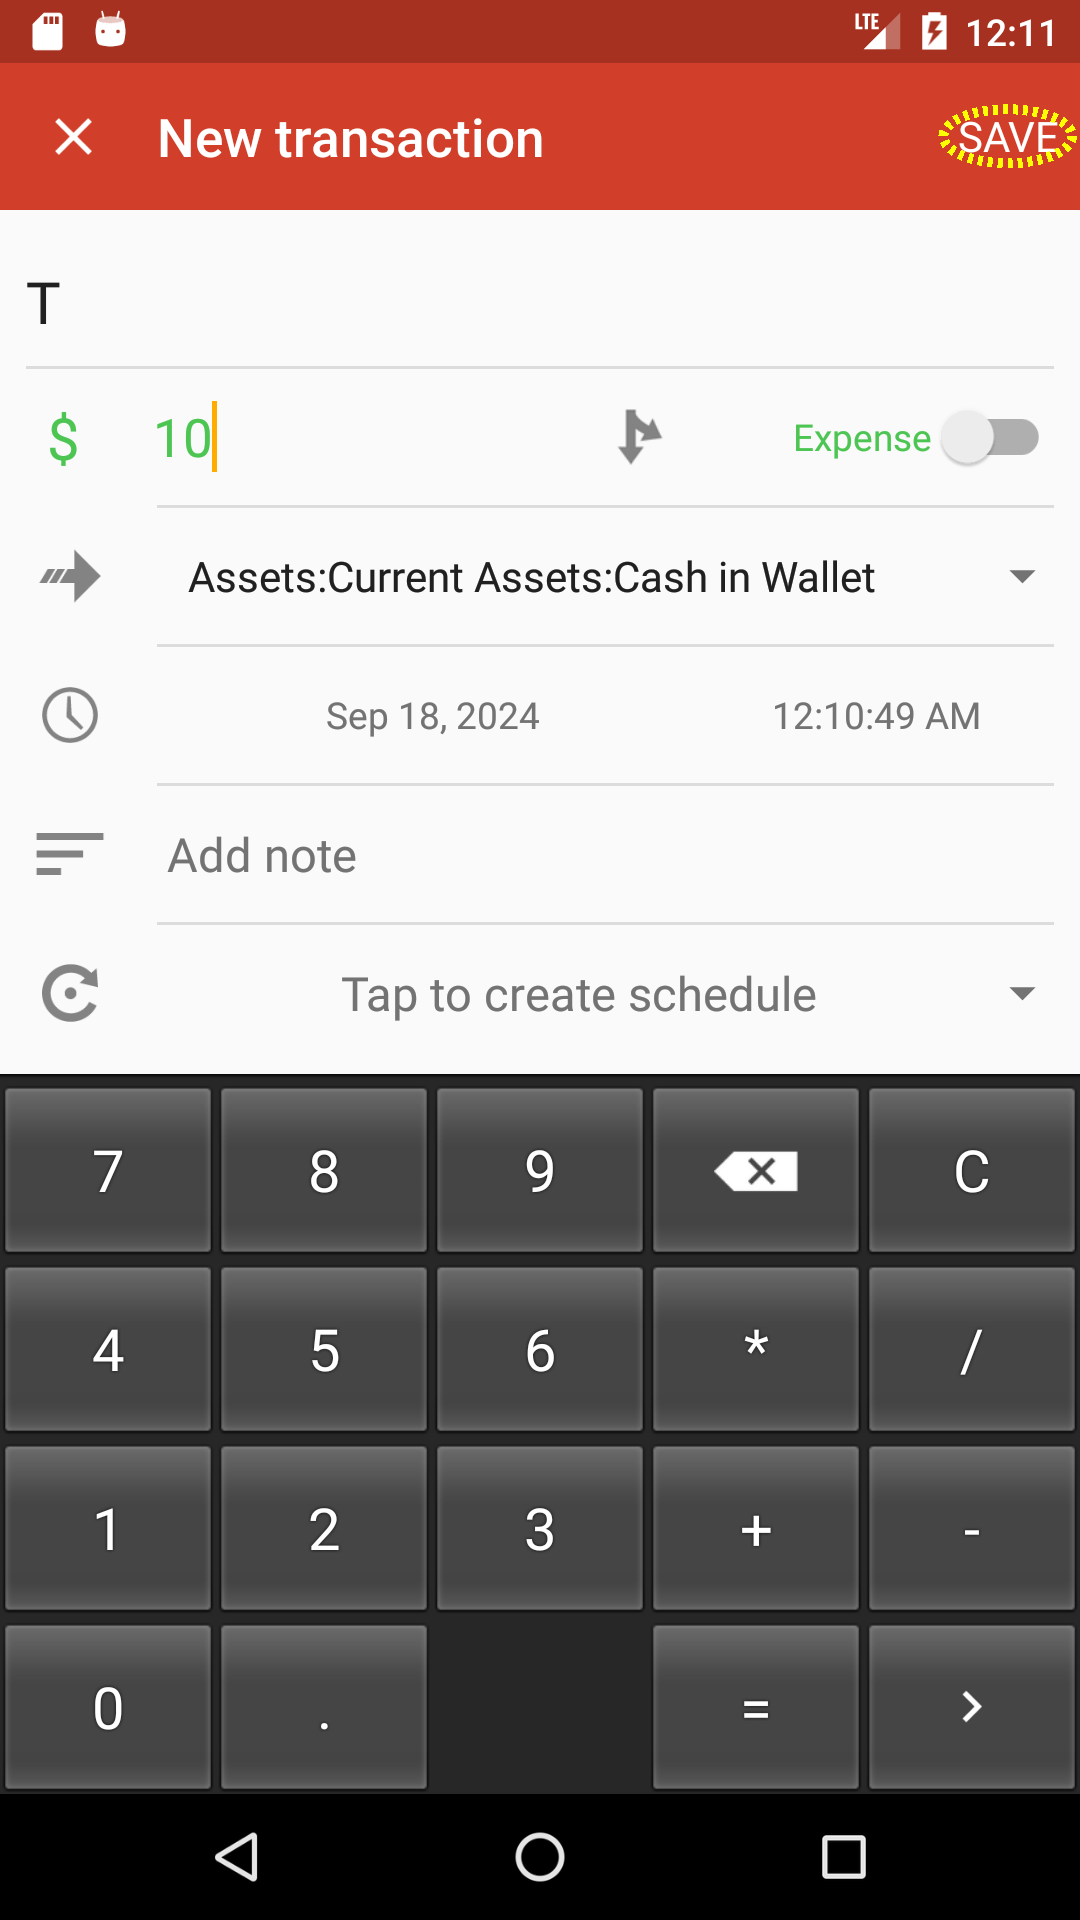 LTE 12:11
New transaction SAVE
T
$ 10 Expense
Assets:Current Assets:Cash in Wallet
Sep 18, 2024 12:10:49 AM
Add note
Tap to create schedule
7 8 9 C
4 5 6 * /
1 2 3 + -
0 . = >